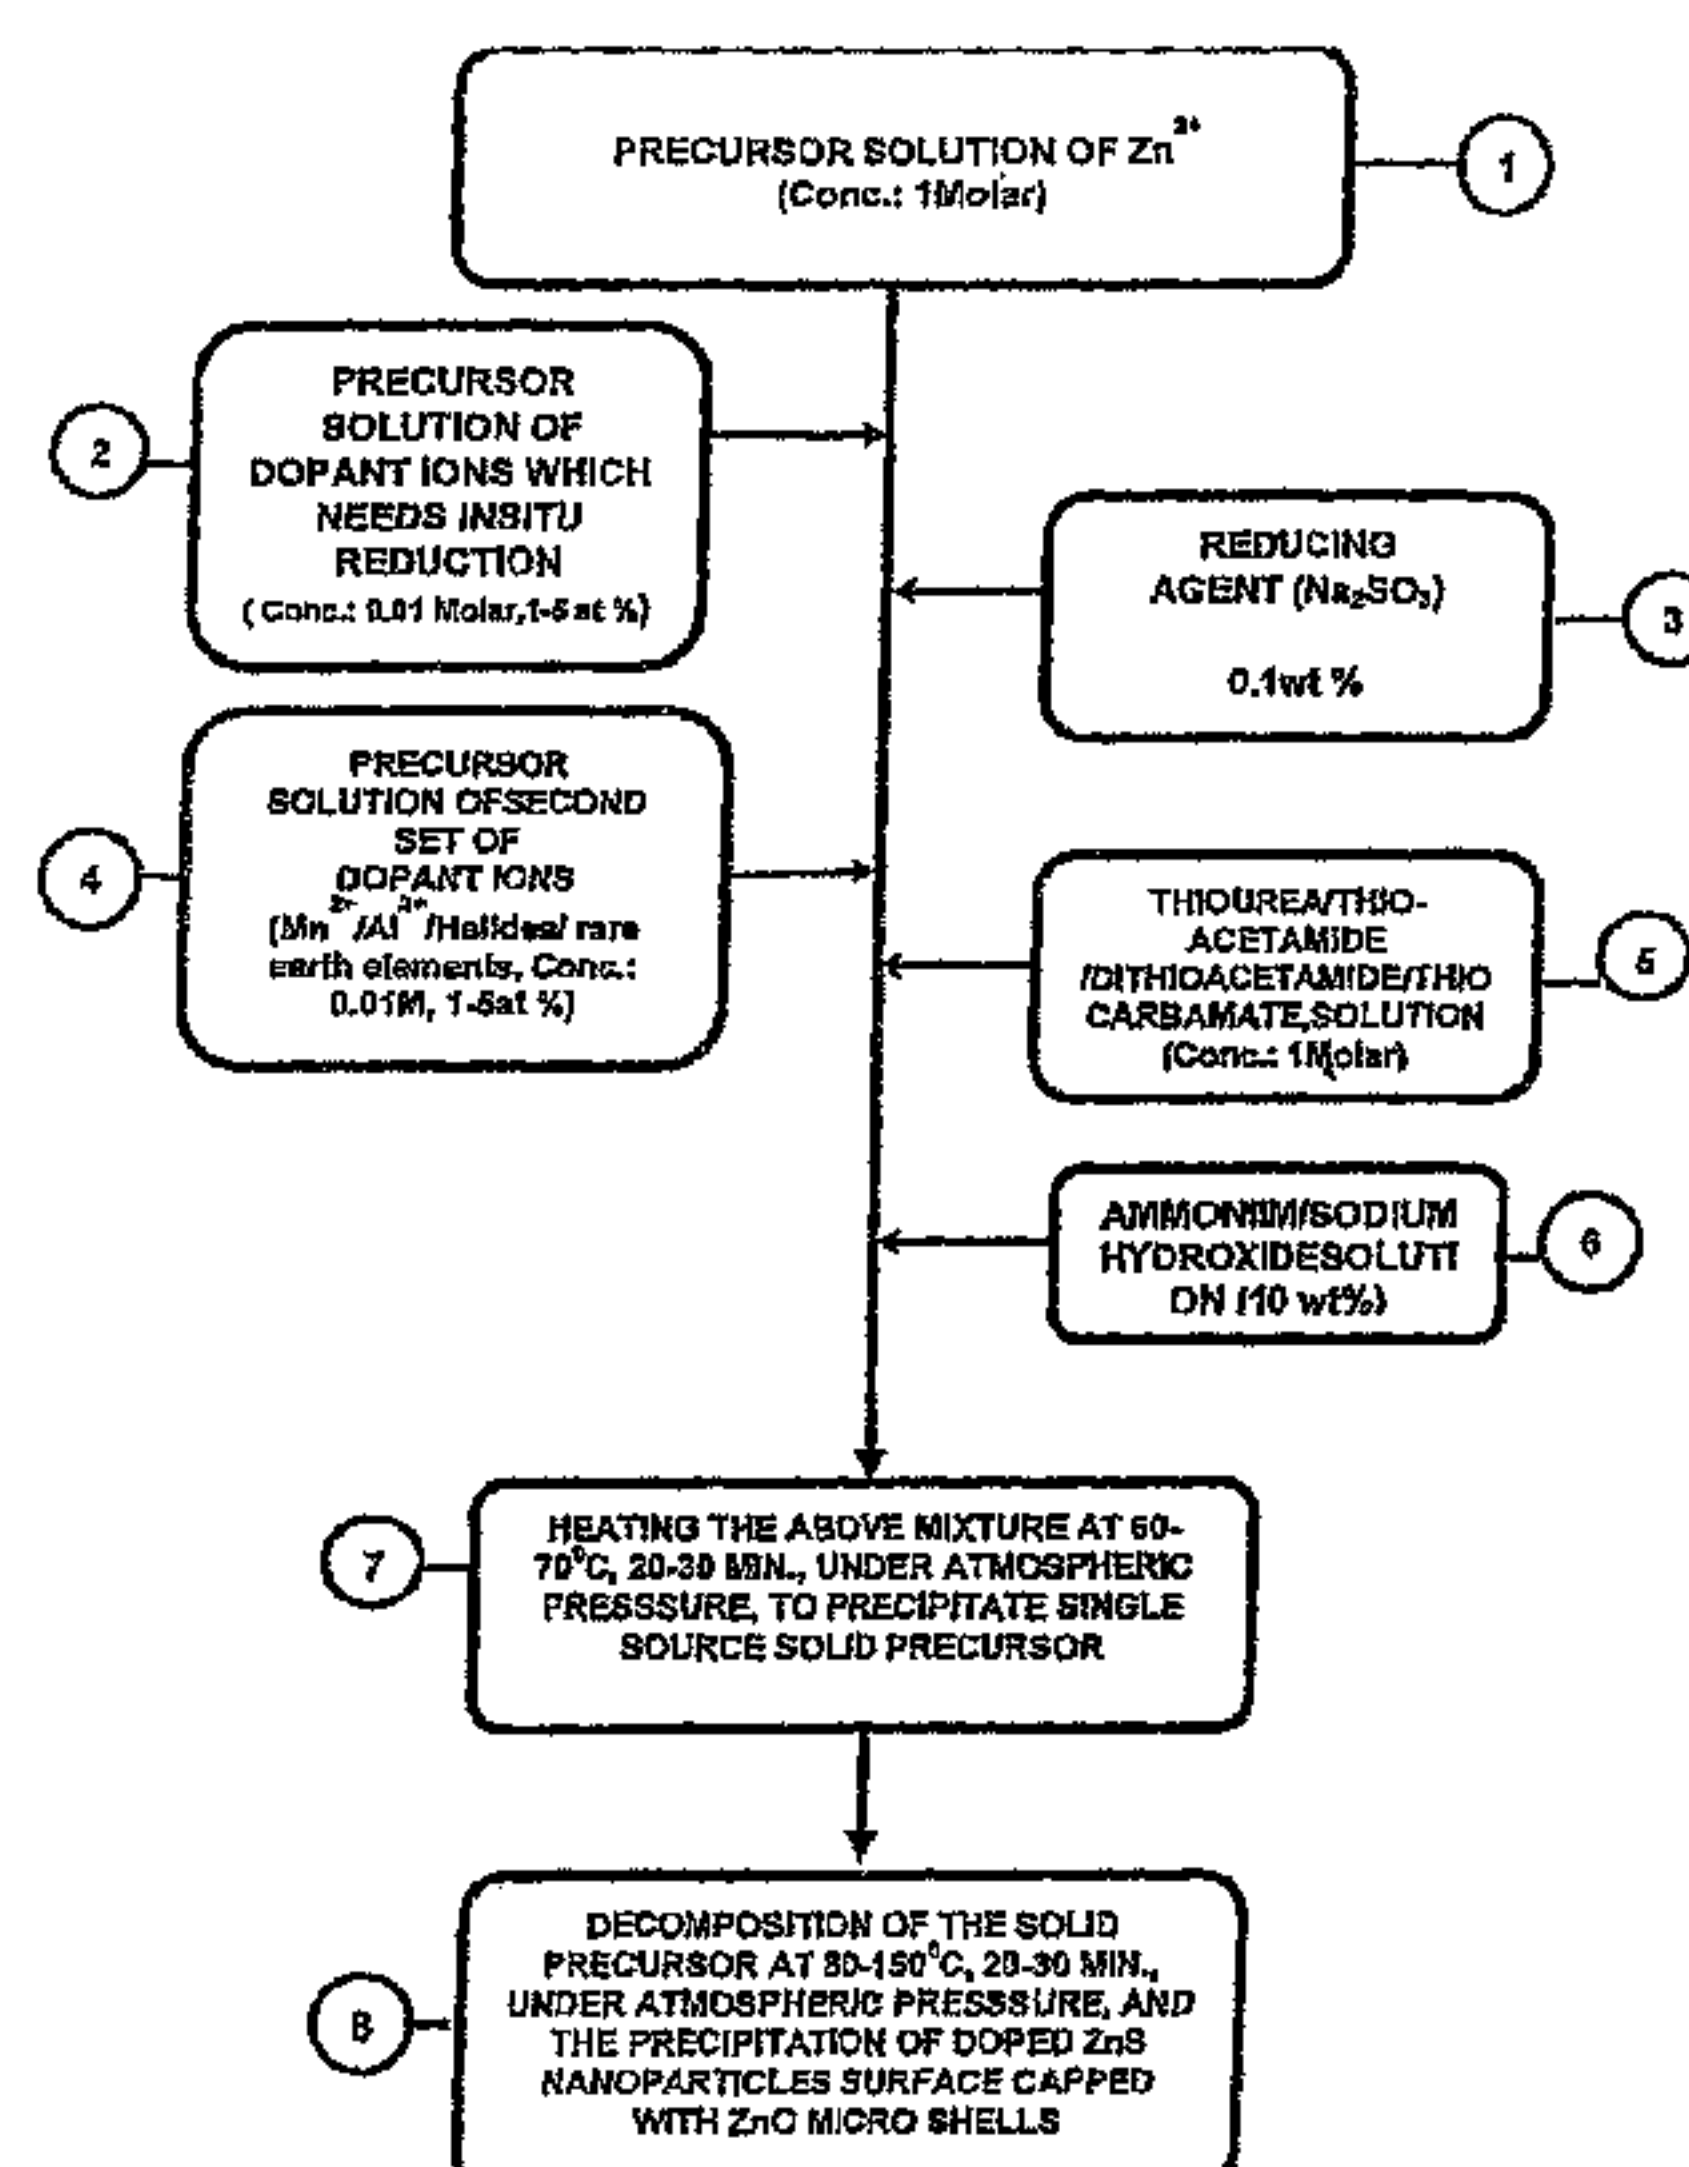 PRECURSOR SOLUTION OF Zn²⁺
(Conc.: 1Molar)
1
PRECURSOR
SOLUTION OF
DOPANT IONS WHICH
NEEDS INSITU
REDUCTION
( Conc.: 0.01 Molar,1-5 at %)
2
REDUCING
AGENT (Na₂SO₃)
0.1wt %
3
PRECURSOR
SOLUTION OFSECOND
SET OF
DOPANT IONS
(Mn²⁺/Al³⁺/Halides/ rare
earth elements, Conc.:
0.01M, 1-5at %)
4
THIOUREA/THIO-
ACETAMIDE
/DITHIOACETAMIDE/THIO
CARBAMATE,SOLUTION
(Conc.: 1Molar)
5
AMMONIIM/SODIUM
HYDROXIDESOLUTI
ON (10 wt%)
6
HEATING THE ABOVE MIXTURE AT 60-
70⁰C, 20-30 MIN., UNDER ATMOSPHERIC
PRESSSURE, TO PRECIPITATE SINGLE
SOURCE SOLID PRECURSOR
7
DECOMPOSITION OF THE SOLID
PRECURSOR AT 80-150⁰C, 20-30 MIN.,
UNDER ATMOSPHERIC PRESSSURE, AND
THE PRECIPITATION OF DOPED ZnS
NANOPARTICLES SURFACE CAPPED
WITH ZnO MICRO SHELLS
8